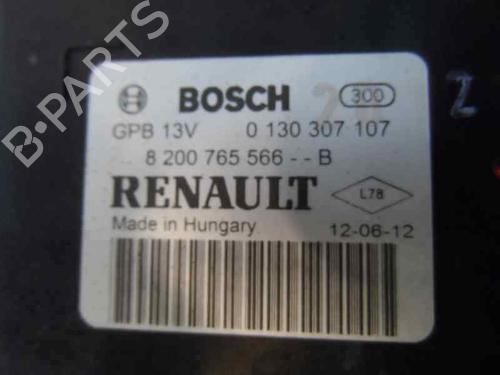 B-PARTS
BOSCH 300
GPB 13V 0 130 307 107
8 200 765 566 - - B
RENAULT L78
Made in Hungary 12-06-12
2